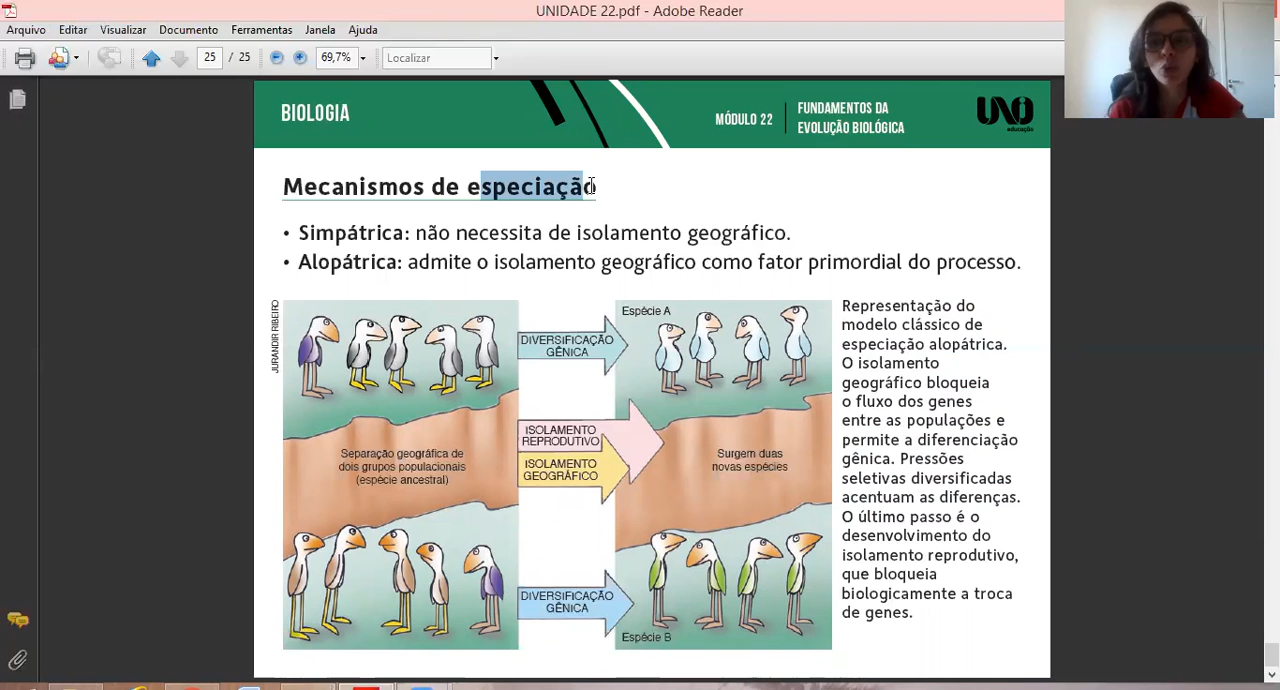 UNIDADE 22.pdf - Adobe Reader
Arquivo Editar Visualizar Documento Ferramentas Janela Ajuda
25 / 25 69,7% Localizar
BIOLOGIA
MÓDULO 22
FUNDAMENTOS DA
EVOLUÇÃO BIOLÓGICA
UNO
educação
Mecanismos de especiação
• Simpátrica: não necessita de isolamento geográfico.
• Alopátrica: admite o isolamento geográfico como fator primordial do processo.
JURANDIR RIBEIRO
DIVERSIFICAÇÃO
GÊNICA
Espécie A
Separação geográfica de
dois grupos populacionais
(espécie ancestral)
ISOLAMENTO
REPRODUTIVO
ISOLAMENTO
GEOGRÁFICO
Surgem duas
novas espécies
DIVERSIFICAÇÃO
GÊNICA
Espécie B
Representação do
modelo clássico de
especiação alopátrica.
O isolamento
geográfico bloqueia
o fluxo dos genes
entre as populações e
permite a diferenciação
gênica. Pressões
seletivas diversificadas
acentuam as diferenças.
O último passo é o
desenvolvimento do
isolamento reprodutivo,
que bloqueia
biologicamente a troca
de genes.